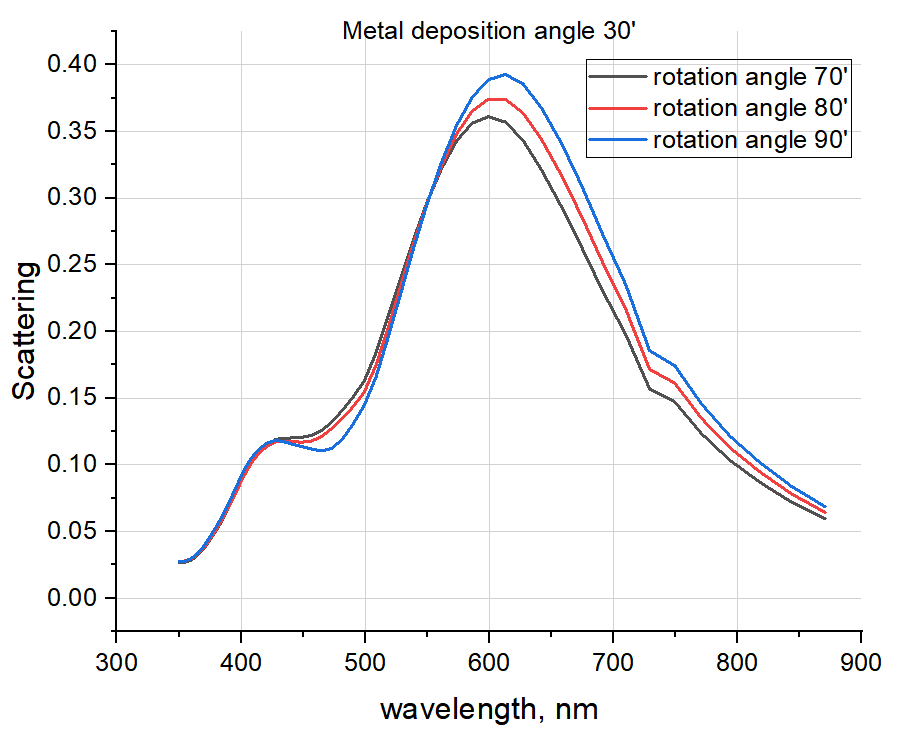 Metal deposition angle 30'
rotation angle 70'
rotation angle 80'
rotation angle 90'
Scattering
0.40
0.35
0.30
0.25
0.20
0.15
0.10
0.05
0.00
300 400 500 600 700 800 900
wavelength, nm